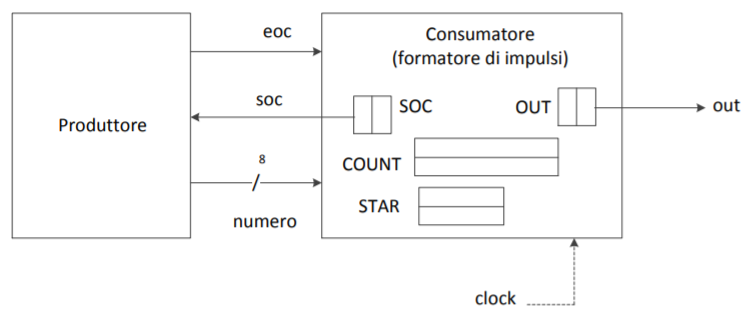 Produttore
eoc
soc
8
numero
Consumatore
(formatore di impulsi)
SOC
OUT
COUNT
STAR
out
clock